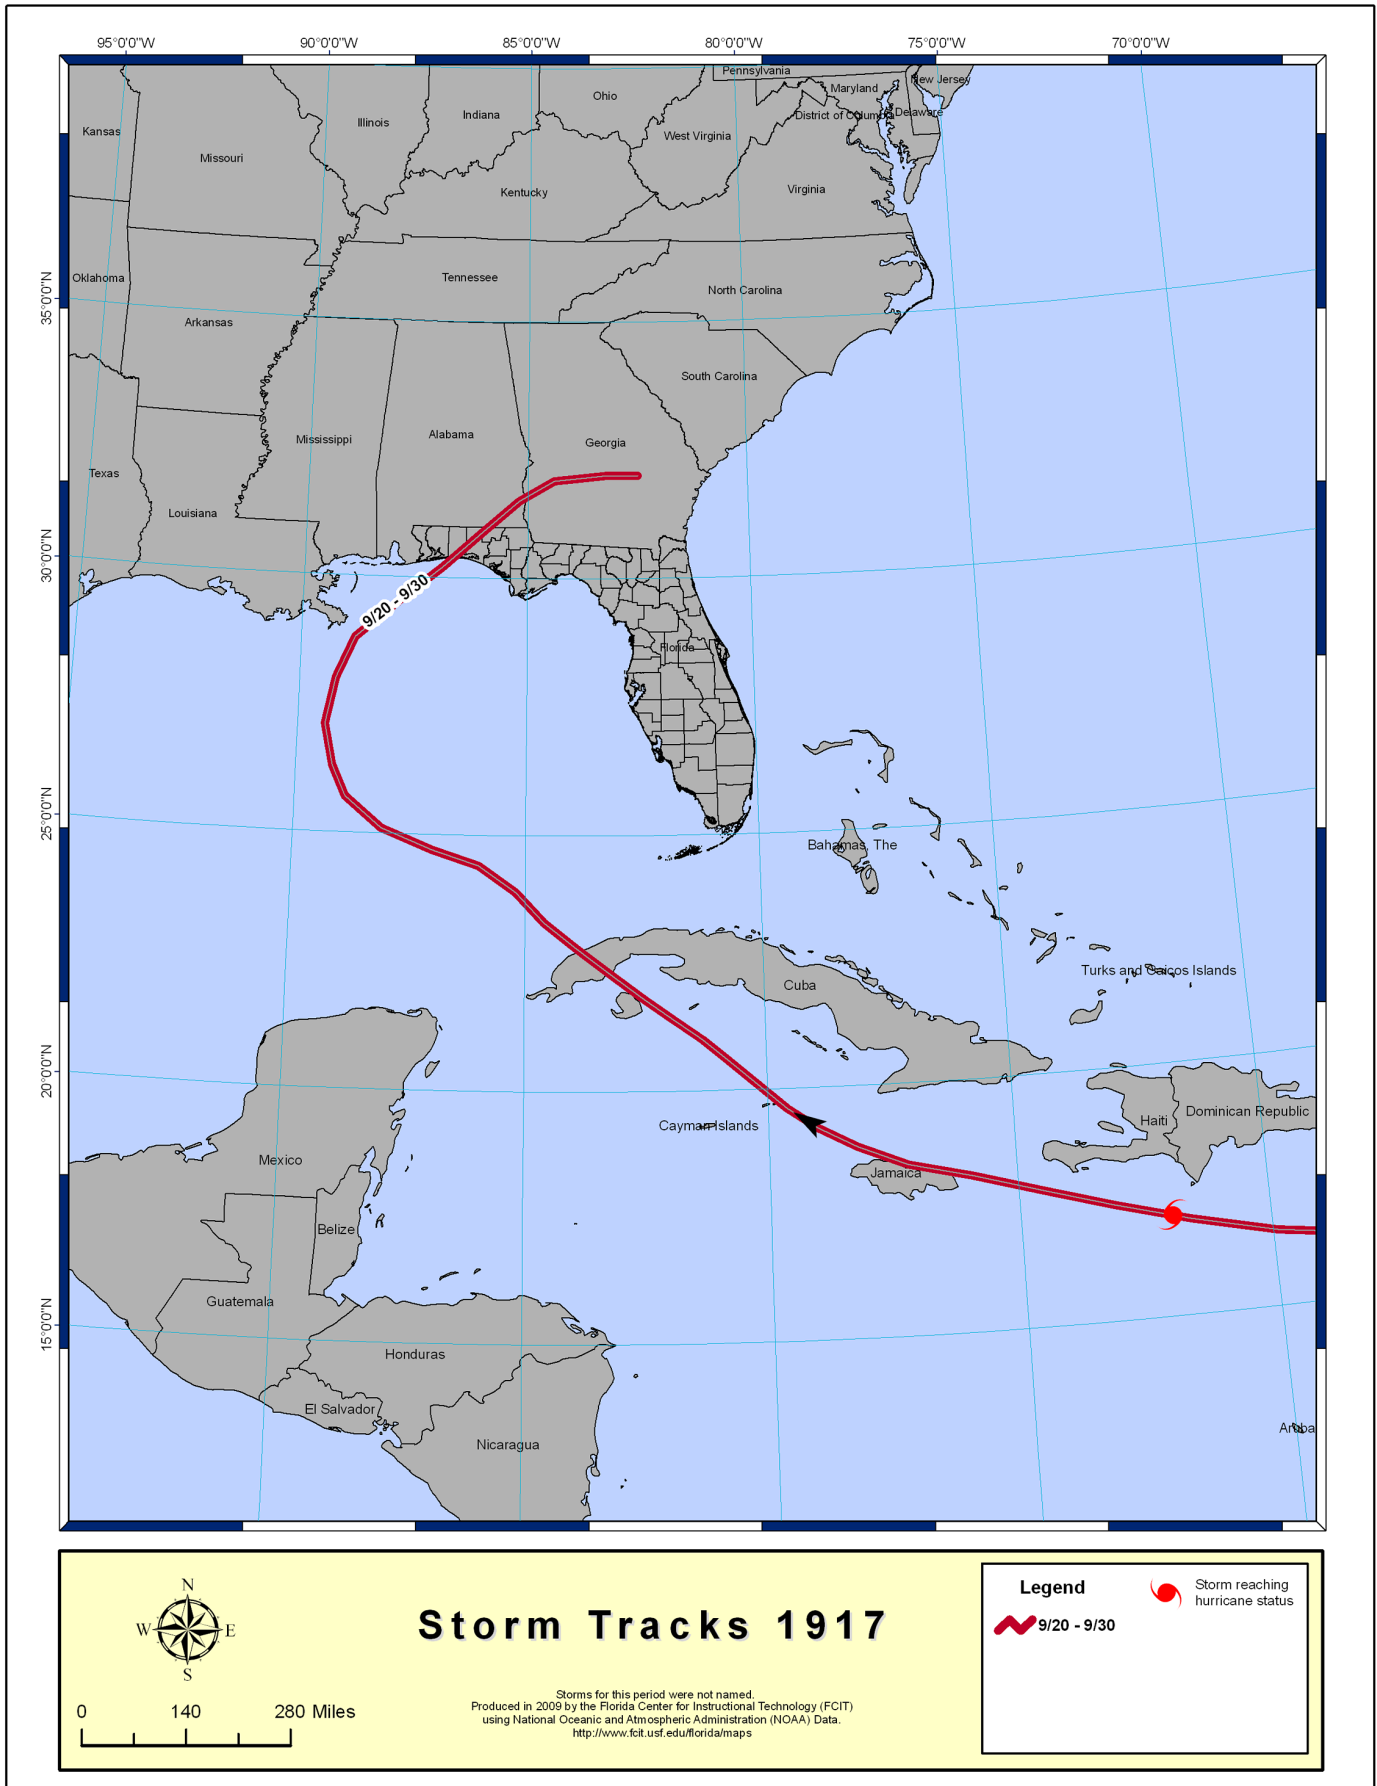 95°0'0"W 90°0'0"W 85°0'0"W 80°0'0"W 75°0'0"W 70°0'0"W
Pennsylvania
New Jersey
Maryland
Ohio
District of Columbia
Delaware
Indiana
Illinois
Kansas
West Virginia
Missouri
Kentucky
Virginia
Oklahoma
Tennessee
North Carolina
35°0'0"N
Arkansas
South Carolina
Alabama
Mississippi
Georgia
Texas
Louisiana
30°0'0"N
9/20 - 9/30
Florida
25°0'0"N
Bahamas, The
Turks and Caicos Islands
Cuba
20°0'0"N
Dominican Republic
Haiti
Cayman Islands
Mexico
Jamaica
Belize
Guatemala
15°0'0"N
Honduras
El Salvador
Aruba
Nicaragua
N
W E
S
0 140 280 Miles
Storm Tracks 1917
Storms for this period were not named.
Produced in 2009 by the Florida Center for Instructional Technology (FCIT)
using National Oceanic and Atmospheric Administration (NOAA) Data.
http://www.fcit.usf.edu/florida/maps
Legend
9/20 - 9/30
Storm reaching
hurricane status